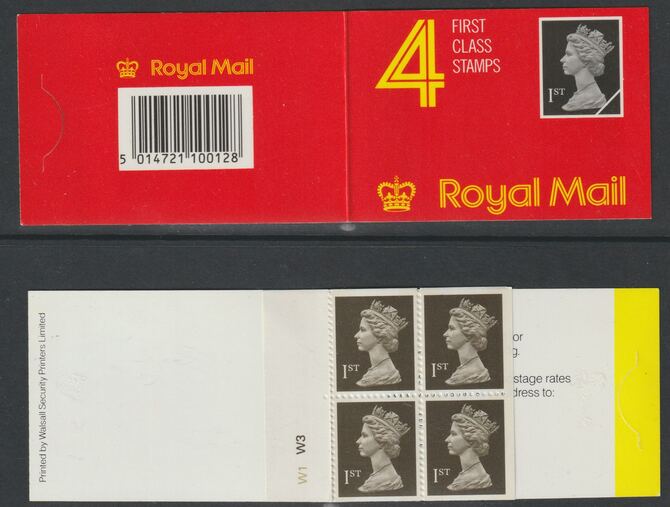 Royal Mail
5 014721 100128
4
FIRST
CLASS
STAMPS
1ST
Royal Mail
Printed by Walsall Security Printers Limited
W1 W3
1ST
1ST
1ST
1ST
or
g.
stage rates
dress to: